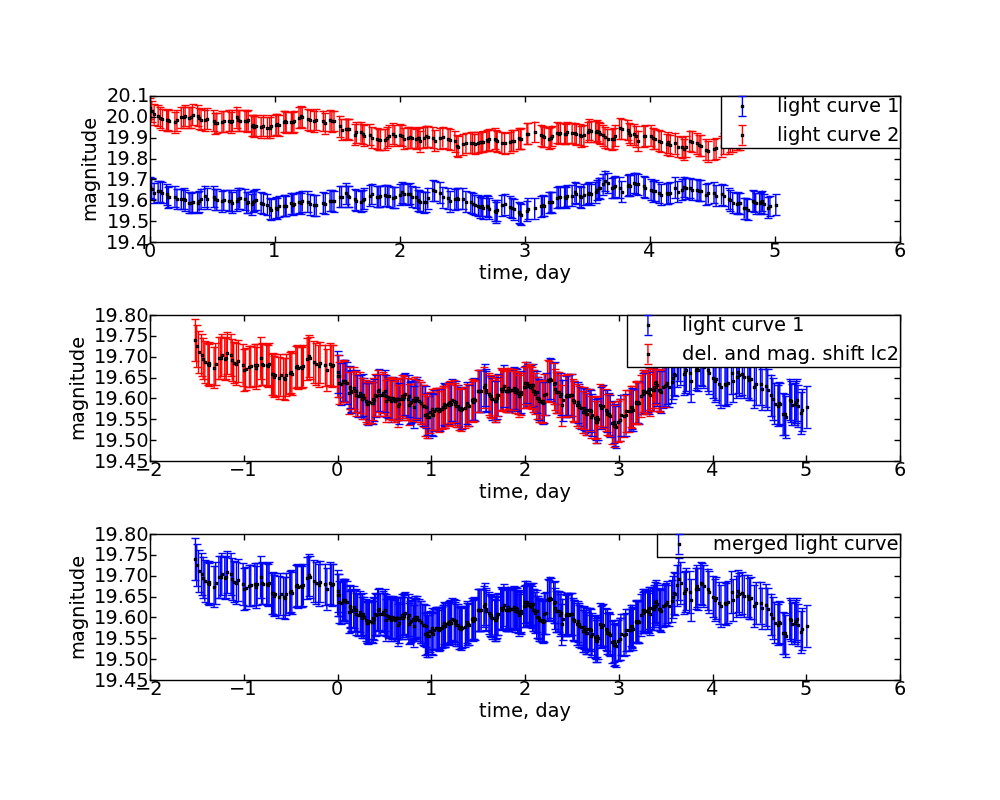 20.1
20.0
19.9
19.8
19.7
19.6
19.5
19.4
magnitude
light curve 1
light curve 2
0 1 2 3 4 5 6
time, day
19.80
19.75
19.70
19.65
19.60
19.55
19.50
19.45
magnitude
light curve 1
del. and mag. shift lc2
−2 −1 0 1 2 3 4 5 6
time, day
19.80
19.75
19.70
19.65
19.60
19.55
19.50
19.45
magnitude
merged light curve
−2 −1 0 1 2 3 4 5 6
time, day